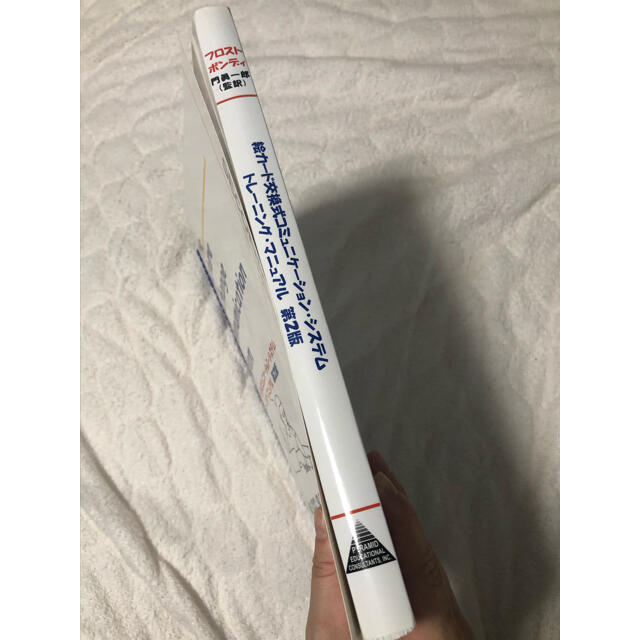 フロスト
ボンディ
門眞一郎
(監訳)
絵カード交換式コミュニケーション・システム
トレーニング・マニュアル 第2版
PYRAMID
EDUCATIONAL
CONSULTANTS, INC.